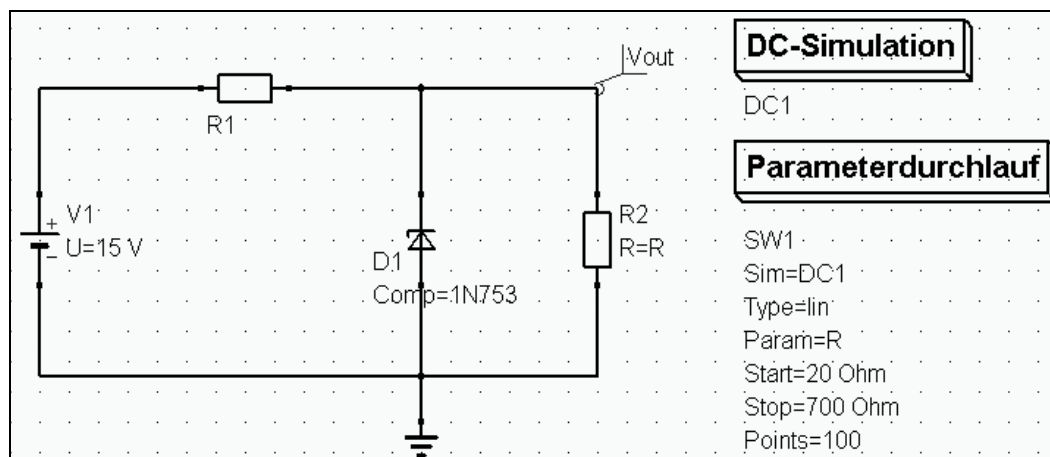 Vout
R1
V1
U=15 V
D1
Comp=1N753
R2
R=R
DC-Simulation
DC1
Parameterdurchlauf
SW1
Sim=DC1
Type=lin
Param=R
Start=20 Ohm
Stop=700 Ohm
Points=100